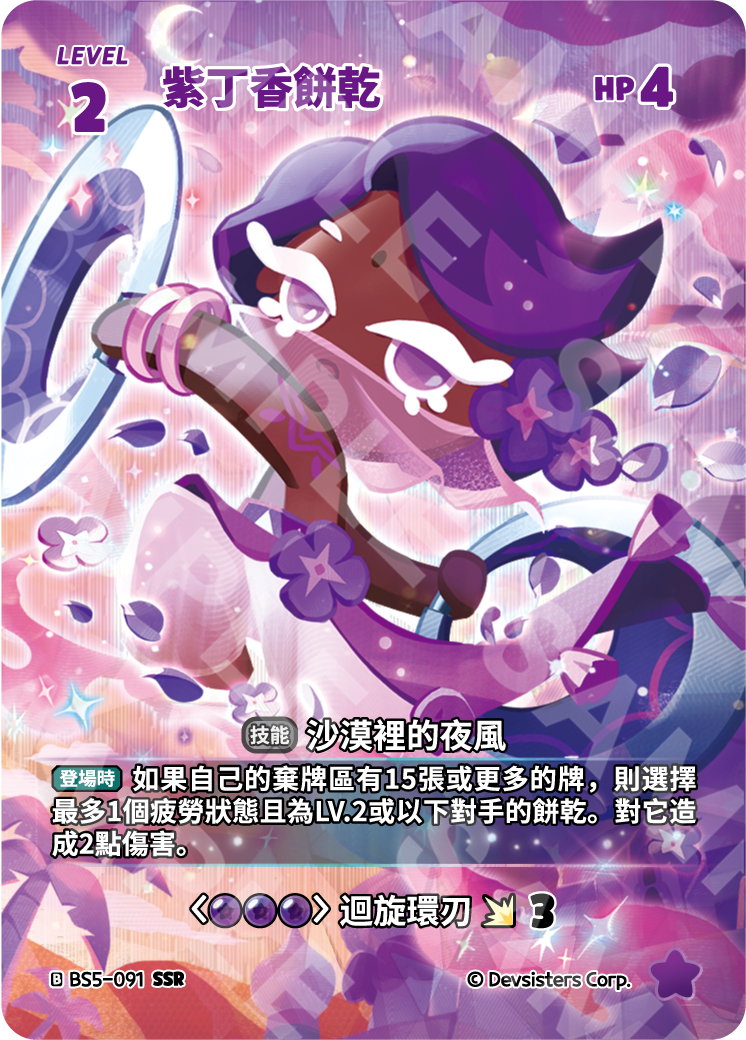 LEVEL
2
紫丁香餅乾
HP 4
技能 沙漠裡的夜風
登場時 如果自己的棄牌區有15張或更多的牌，則選擇
最多1個疲勞狀態且為LV.2或以下對手的餅乾。對它造
成2點傷害。
〈●●●〉 迴旋環刃 3
B BS5-091 SSR
© Devsisters Corp.
SAMPLE